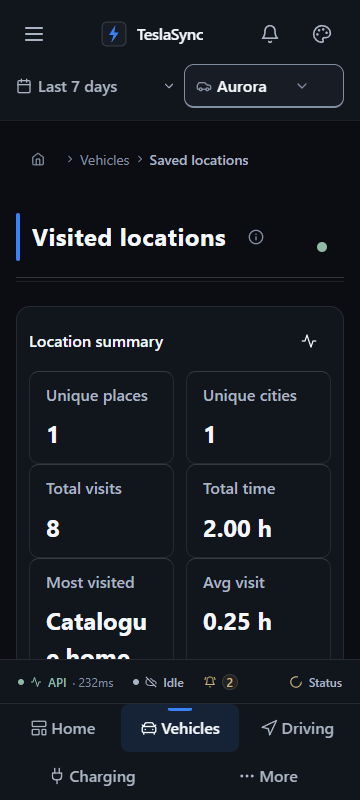 TeslaSync
Last 7 days
Aurora
Vehicles
Saved locations
Visited locations
Location summary
Unique places
1
Unique cities
1
Total visits
8
Total time
2.00 h
Most visited
Catalogu
e home
Avg visit
0.25 h
API · 232ms
Idle
2
Status
Home
Vehicles
Driving
Charging
More